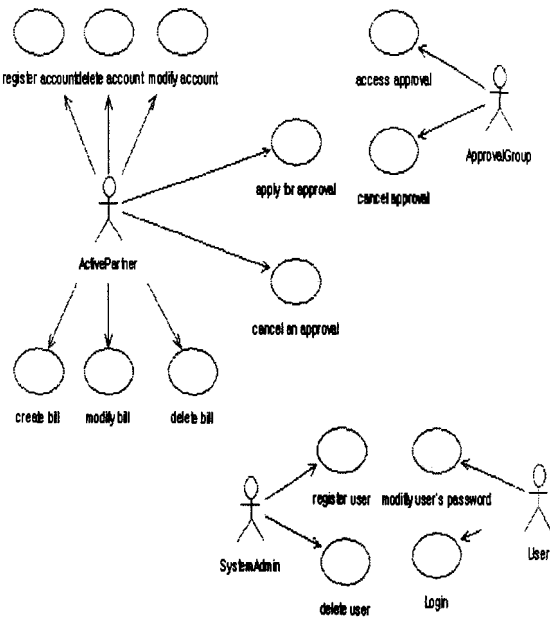 register account delete account modify account
access approval
ApprovalGroup
apply for approval
cancel approval
ActivePartner
cancel an approval
create bill modify bill delete bill
register user modifly user's password
SystemAdmin User
delete user Login